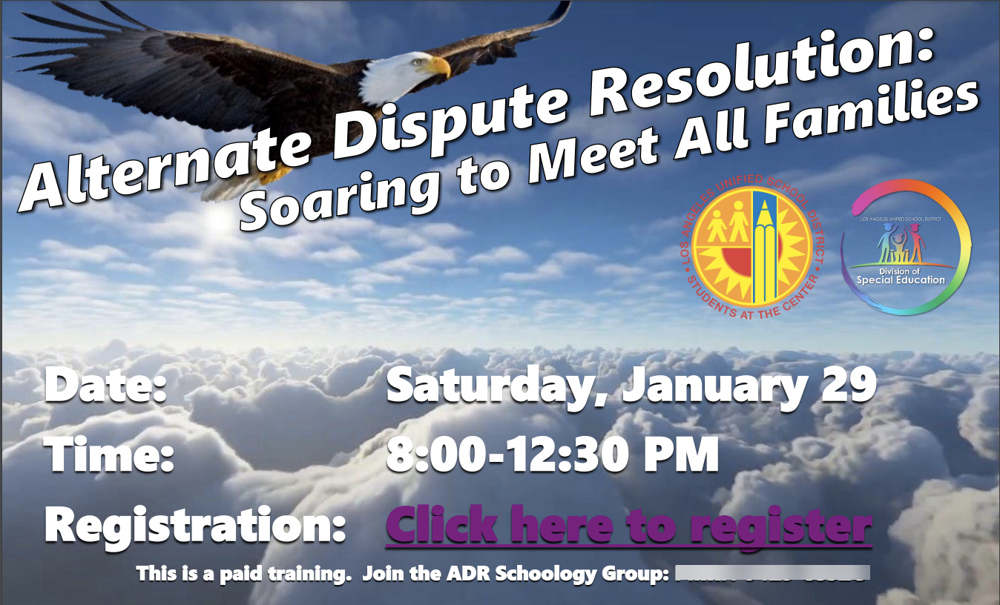 Alternate Dispute Resolution:
Soaring to Meet All Families
LOS ANGELES UNIFIED SCHOOL DISTRICT
• STUDENTS AT THE CENTER •
LOS ANGELES UNIFIED SCHOOL DISTRICT
Division of
Special Education
Date: Saturday, January 29
Time: 8:00-12:30 PM
Registration: Click here to register
This is a paid training. Join the ADR Schoology Group: